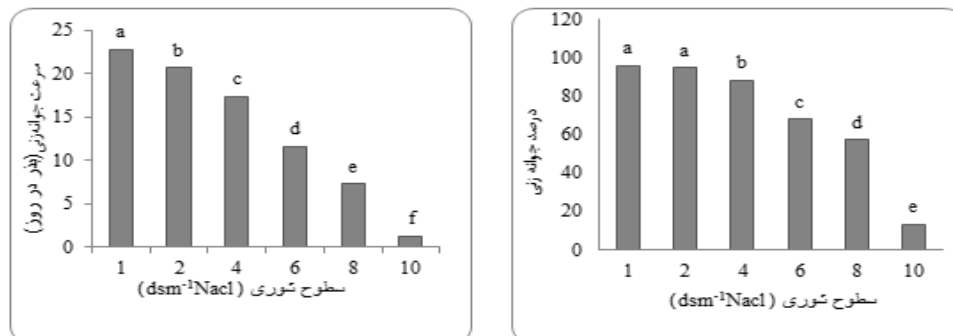 سرعت جوانه‌زنی(بذر در روز)
25
20
15
10
5
0
a
b
c
d
e
f
1 2 4 6 8 10
سطوح شوری (dsm-1Nacl)
درصد جوانه زنی
120
100
80
60
40
20
0
a
a
b
c
d
e
1 2 4 6 8 10
سطوح شوری (dsm-1Nacl)